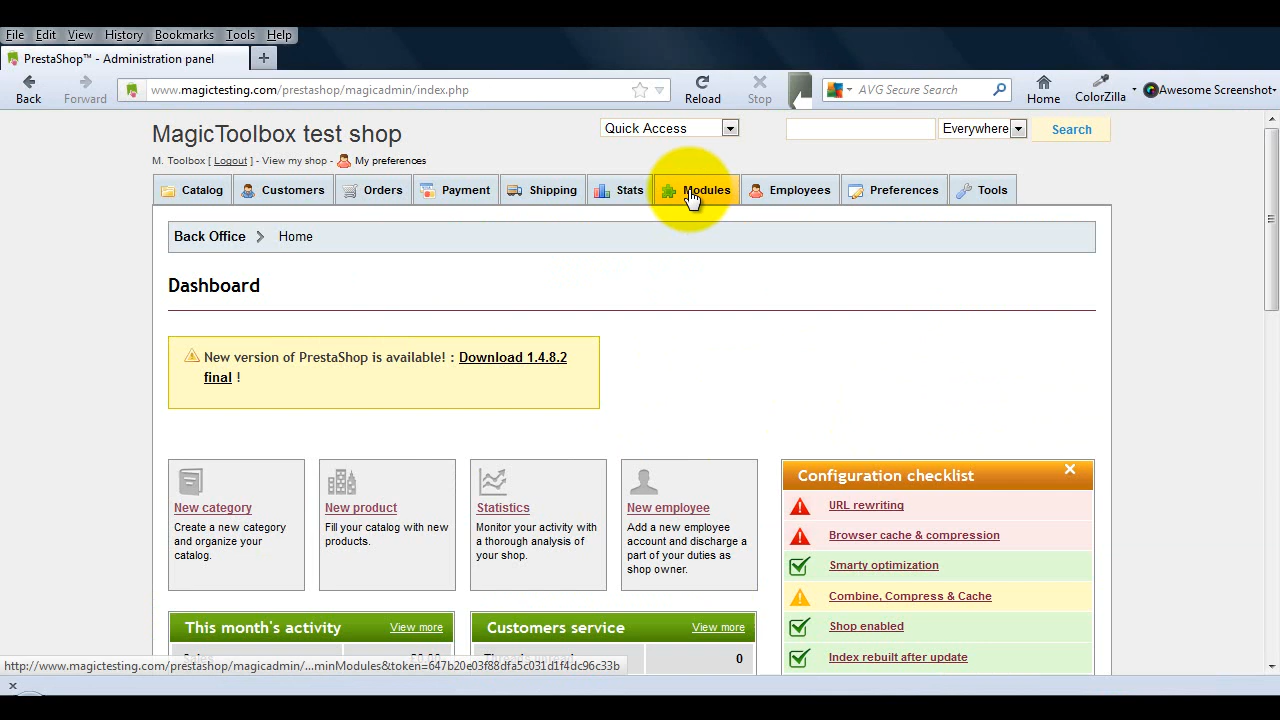 File Edit View History Bookmarks Tools Help
PrestaShop™ - Administration panel
Back Forward www.magictesting.com/prestashop/magicadmin/index.php Reload Stop AVG Secure Search Home ColorZilla Awesome Screenshot
MagicToolbox test shop Quick Access Everywhere Search
M. Toolbox [ Logout ] - View my shop - My preferences
Catalog Customers Orders Payment Shipping Stats Modules Employees Preferences Tools
Back Office > Home
Dashboard
New version of PrestaShop is available! : Download 1.4.8.2
final !
New category
Create a new category
and organize your
catalog.
New product
Fill your catalog with new
products.
Statistics
Monitor your activity with
a thorough analysis of
your shop.
New employee
Add a new employee
account and discharge a
part of your duties as
shop owner.
Configuration checklist
URL rewriting
Browser cache & compression
Smarty optimization
Combine, Compress & Cache
Shop enabled
Index rebuilt after update
This month's activity View more
Customers service View more
0
http://www.magictesting.com/prestashop/magicadmin/...minModules&token=647b20e03f88dfa5c031d1f4dc96c33b